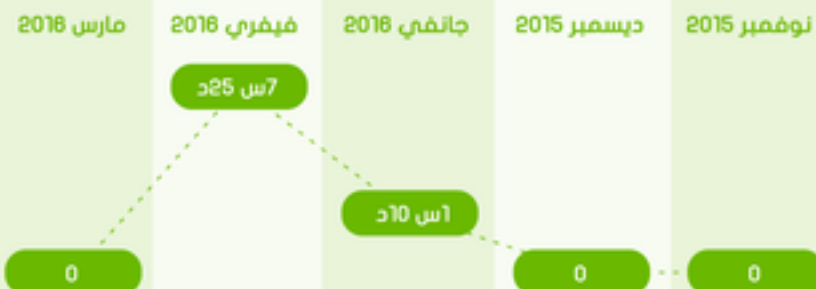 نوفمبر 2015
ديسمبر 2015
جانفي 2016
فيفري 2016
مارس 2016
7س 25د
1س 10د
0
0
0